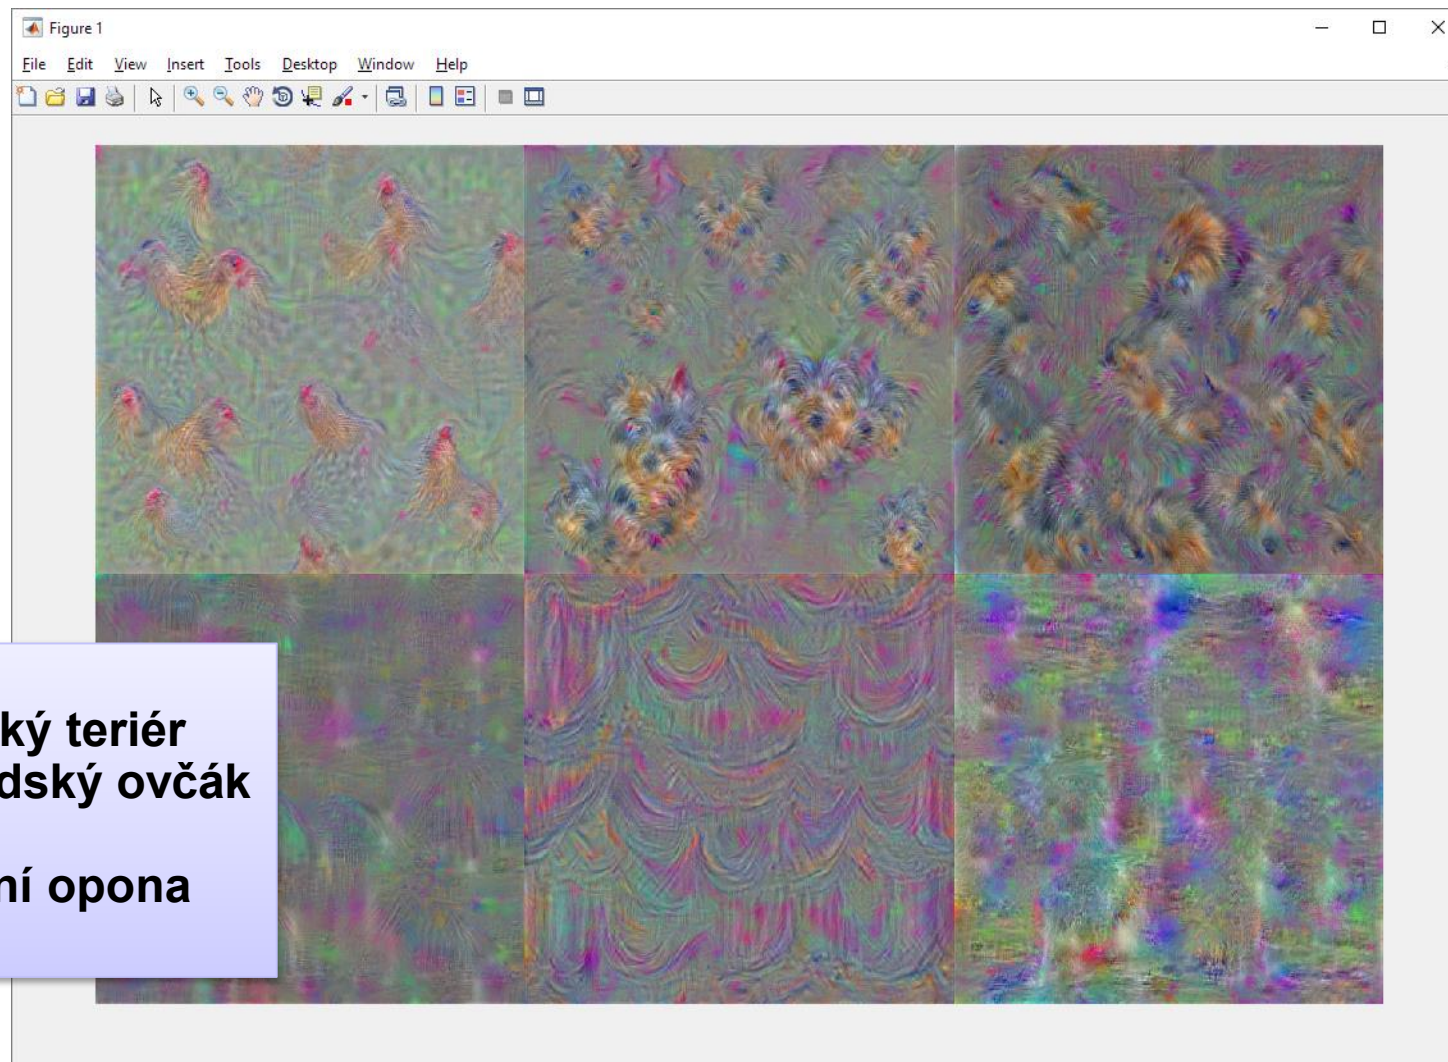 Figure 1
File Edit View Insert Tools Desktop Window Help
ký teriér
dský ovčák
ní opona